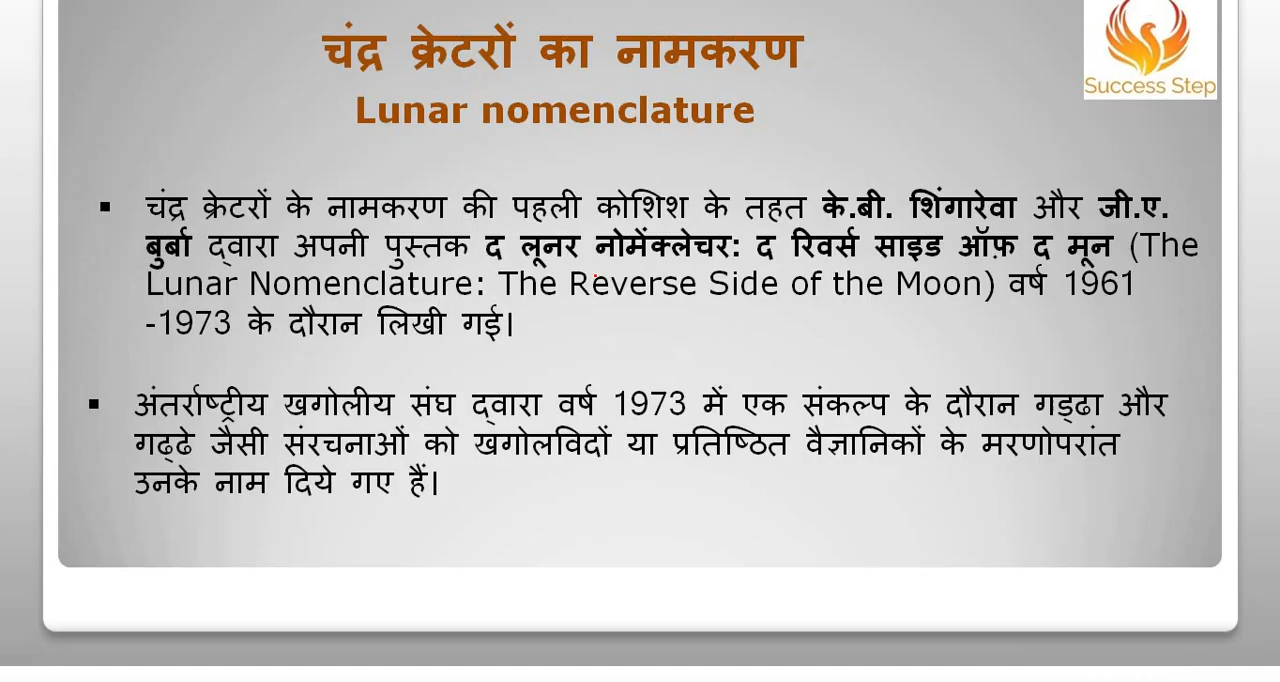 चंद्र क्रेटरों का नामकरण
Success Step
Lunar nomenclature
▪ चंद्र क्रेटरों के नामकरण की पहली कोशिश के तहत के.बी. शिंगारेवा और जी.ए.
बुर्बा द्वारा अपनी पुस्तक द लूनर नोमेंक्लेचर: द रिवर्स साइड ऑफ़ द मून (The
Lunar Nomenclature: The Reverse Side of the Moon) वर्ष 1961
-1973 के दौरान लिखी गई।
▪ अंतर्राष्ट्रीय खगोलीय संघ द्वारा वर्ष 1973 में एक संकल्प के दौरान गड्ढा और
गढ्ढे जैसी संरचनाओं को खगोलविदों या प्रतिष्ठित वैज्ञानिकों के मरणोपरांत
उनके नाम दिये गए हैं।